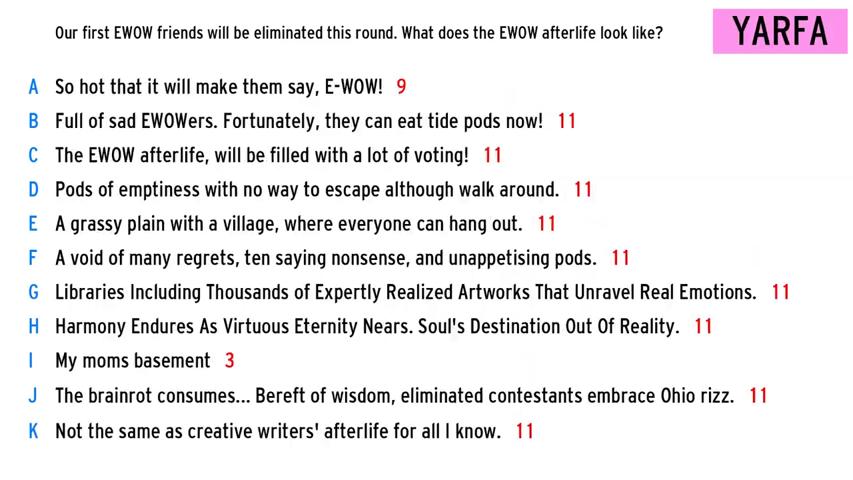 Our first EWOW friends will be eliminated this round. What does the EWOW afterlife look like?
YARFA
A So hot that it will make them say, E-WOW! 9
B Full of sad EWOWers. Fortunately, they can eat tide pods now! 11
C The EWOW afterlife, will be filled with a lot of voting! 11
D Pods of emptiness with no way to escape although walk around. 11
E A grassy plain with a village, where everyone can hang out. 11
F A void of many regrets, ten saying nonsense, and unappetising pods. 11
G Libraries Including Thousands of Expertly Realized Artworks That Unravel Real Emotions. 11
H Harmony Endures As Virtuous Eternity Nears. Soul's Destination Out Of Reality. 11
I My moms basement 3
J The brainrot consumes... Bereft of wisdom, eliminated contestants embrace Ohio rizz. 11
K Not the same as creative writers' afterlife for all I know. 11